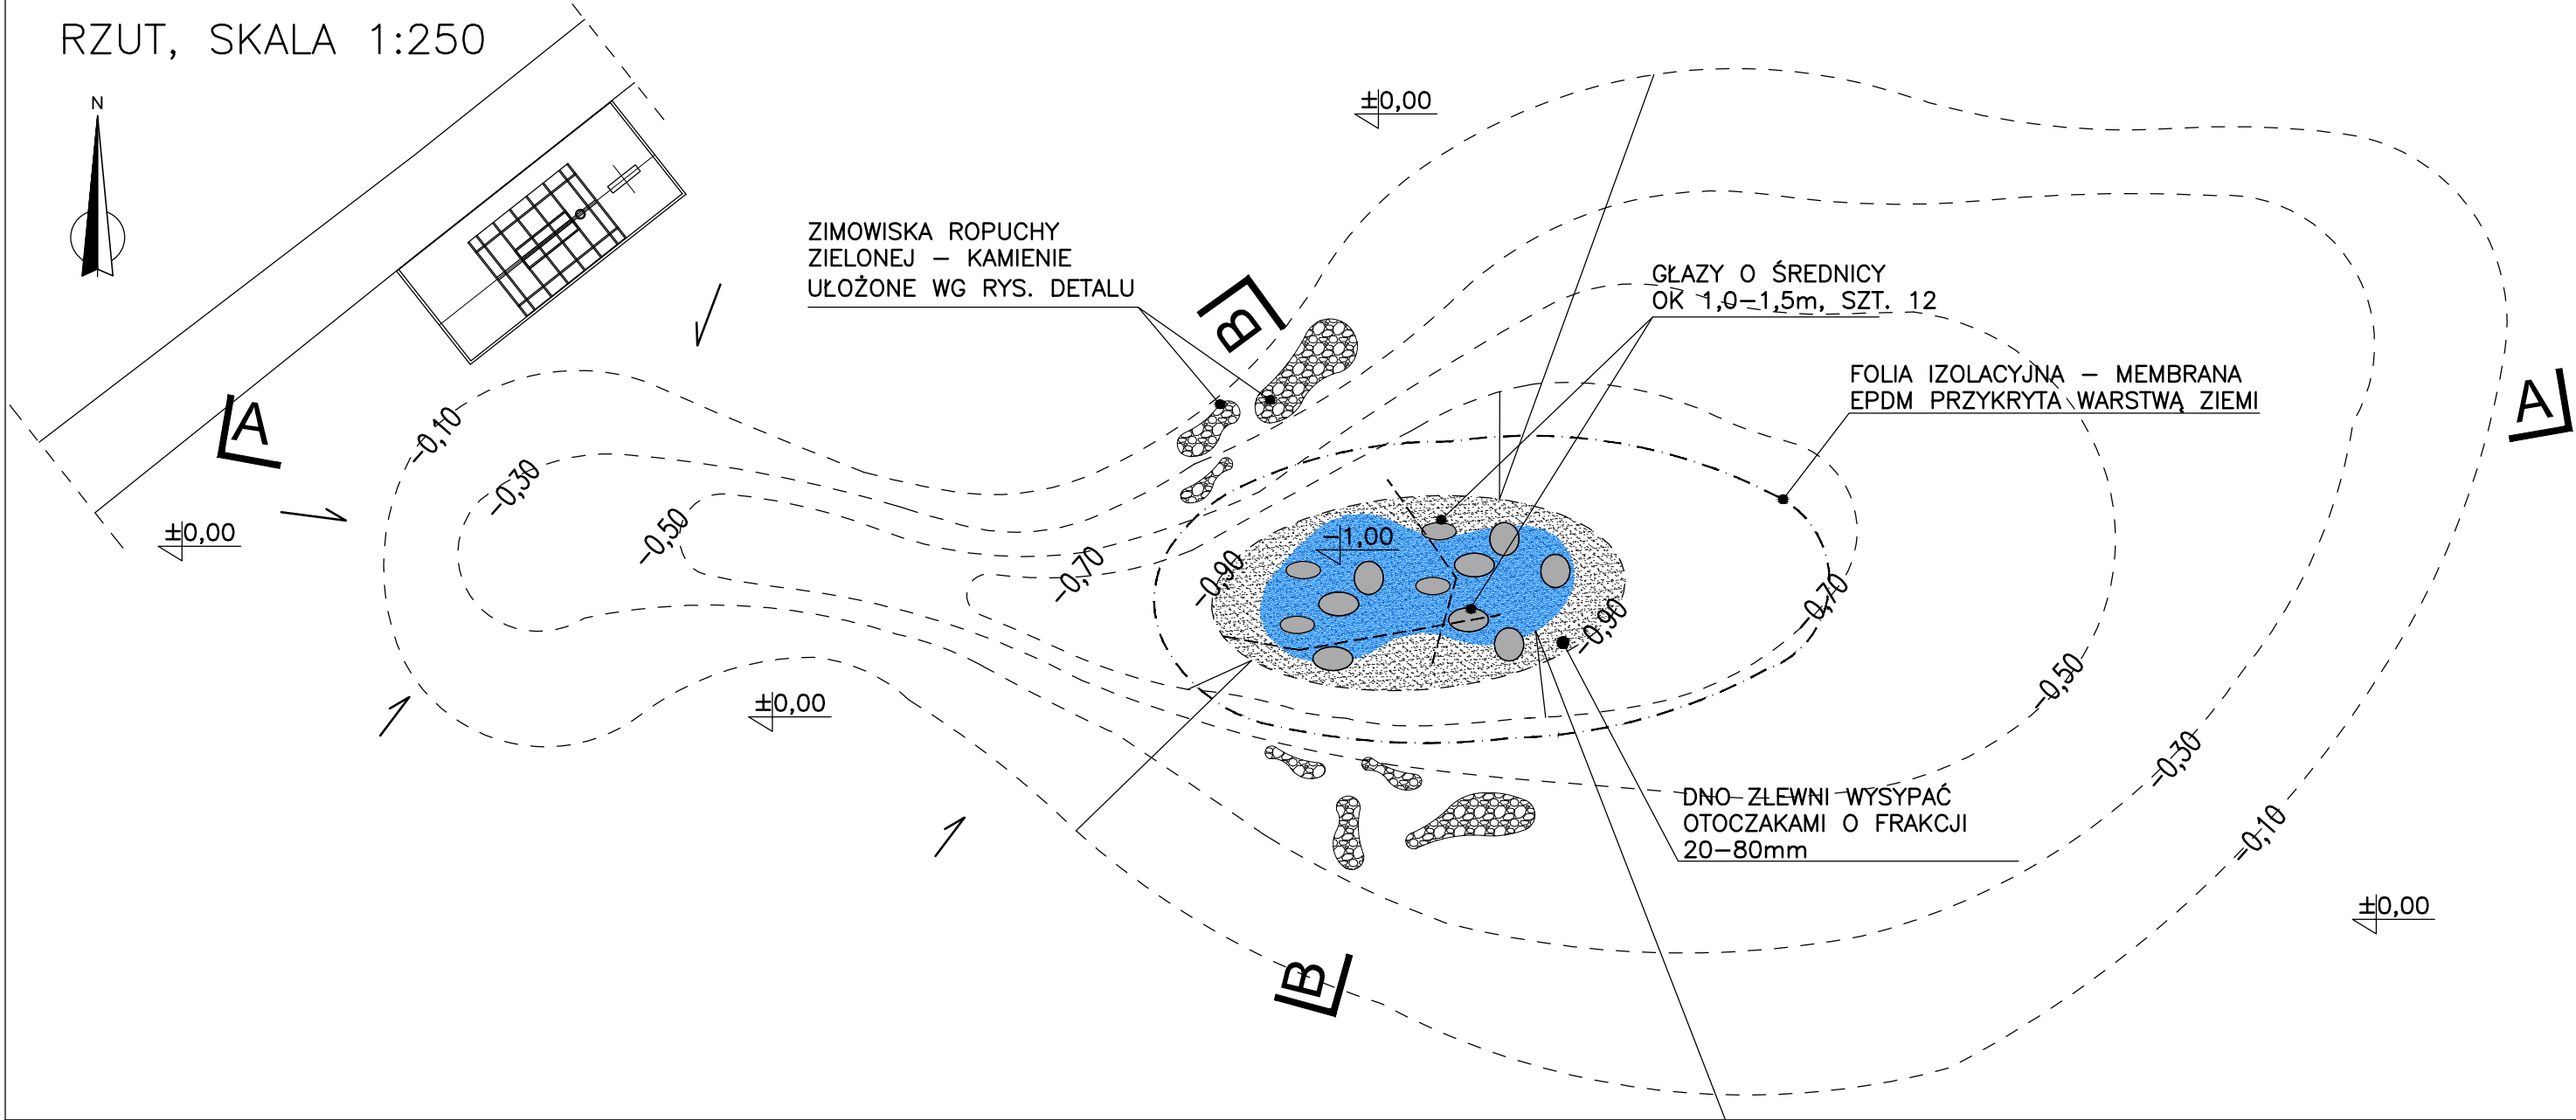 RZUT, SKALA 1:250
N
±0,00
ZIMOWISKA ROPUCHY
ZIELONEJ – KAMIENIE
UŁOŻONE WG RYS. DETALU
GŁAZY O ŚREDNICY
OK 1,0–1,5m, SZT. 12
FOLIA IZOLACYJNA – MEMBRANA
EPDM PRZYKRYTA WARSTWĄ ZIEMI
B
A
A
–0,10
–0,30
–0,50
–0,70
–0,90
–1,00
±0,00
±0,00
–0,90
–0,70
–0,50
–0,30
–0,10
DNO ZLEWNI WYSYPAĆ
OTOCZAKAMI O FRAKCJI
20–80mm
±0,00
B